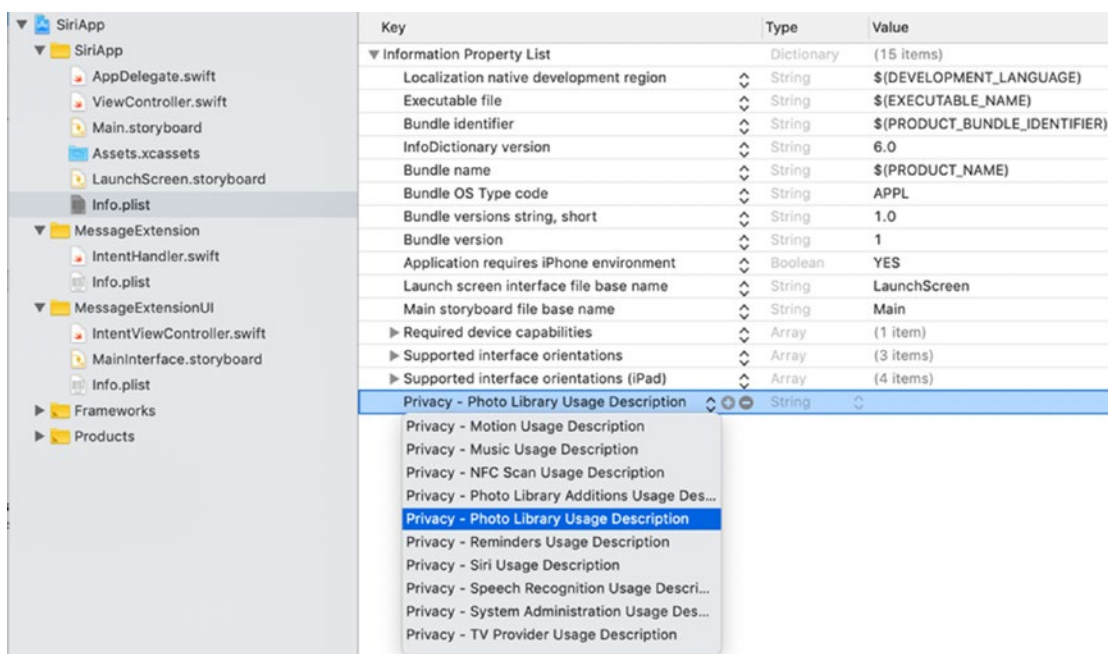 SiriApp
SiriApp
AppDelegate.swift
ViewController.swift
Main.storyboard
Assets.xcassets
LaunchScreen.storyboard
Info.plist
MessageExtension
IntentHandler.swift
Info.plist
MessageExtensionUI
IntentViewController.swift
MainInterface.storyboard
Info.plist
Frameworks
Products
Key Type Value
Information Property List Dictionary (15 items)
Localization native development region String $(DEVELOPMENT_LANGUAGE)
Executable file String $(EXECUTABLE_NAME)
Bundle identifier String $(PRODUCT_BUNDLE_IDENTIFIER)
InfoDictionary version String 6.0
Bundle name String $(PRODUCT_NAME)
Bundle OS Type code String APPL
Bundle versions string, short String 1.0
Bundle version String 1
Application requires iPhone environment Boolean YES
Launch screen interface file base name String LaunchScreen
Main storyboard file base name String Main
Required device capabilities Array (1 item)
Supported interface orientations Array (3 items)
Supported interface orientations (iPad) Array (4 items)
Privacy - Photo Library Usage Description String
Privacy - Motion Usage Description
Privacy - Music Usage Description
Privacy - NFC Scan Usage Description
Privacy - Photo Library Additions Usage Des...
Privacy - Photo Library Usage Description
Privacy - Reminders Usage Description
Privacy - Siri Usage Description
Privacy - Speech Recognition Usage Descri...
Privacy - System Administration Usage Des...
Privacy - TV Provider Usage Description